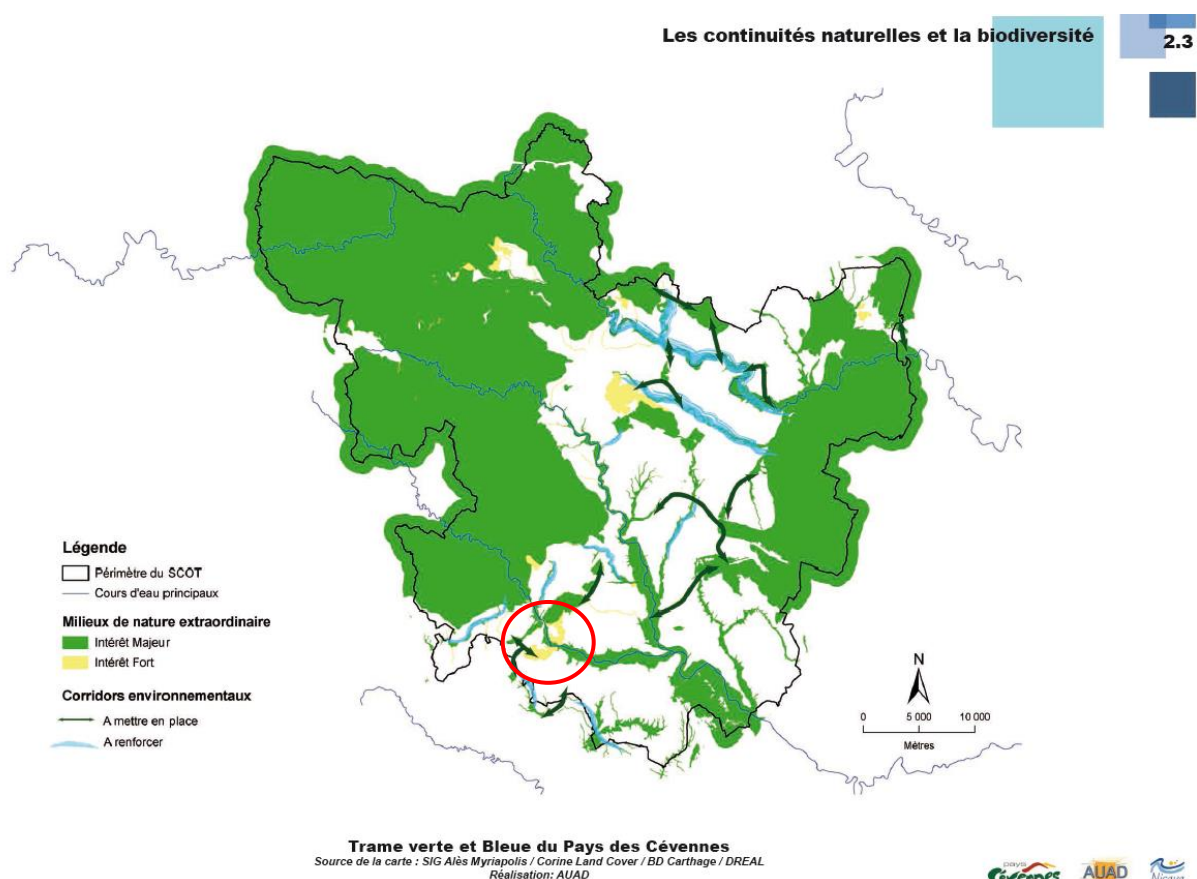 Les continuités naturelles et la biodiversité
2.3
Légende
Périmètre du SCOT
Cours d'eau principaux
Milieux de nature extraordinaire
Intérêt Majeur
Intérêt Fort
Corridors environnementaux
A mettre en place
A renforcer
N
0 5 000 10 000
Mètres
Trame verte et Bleue du Pays des Cévennes
Source de la carte : SIG Alès Myriapolis / Corine Land Cover / BD Carthage / DREAL
Réalisation: AUAD
pays
Cévennes
AUAD